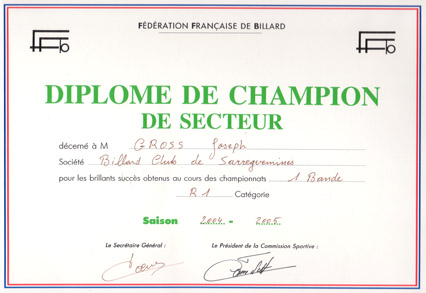 FÉDÉRATION FRANÇAISE DE BILLARD
DIPLOME DE CHAMPION
DE SECTEUR
décerné à M GROSS Joseph
Société Billard Club de Sarreguemines
pour les brillants succès obtenus au cours des championnats 1 Bande
R1 Catégorie
Saison 2004 - 2005
Le Secrétaire Général :
Le Président de la Commission Sportive :